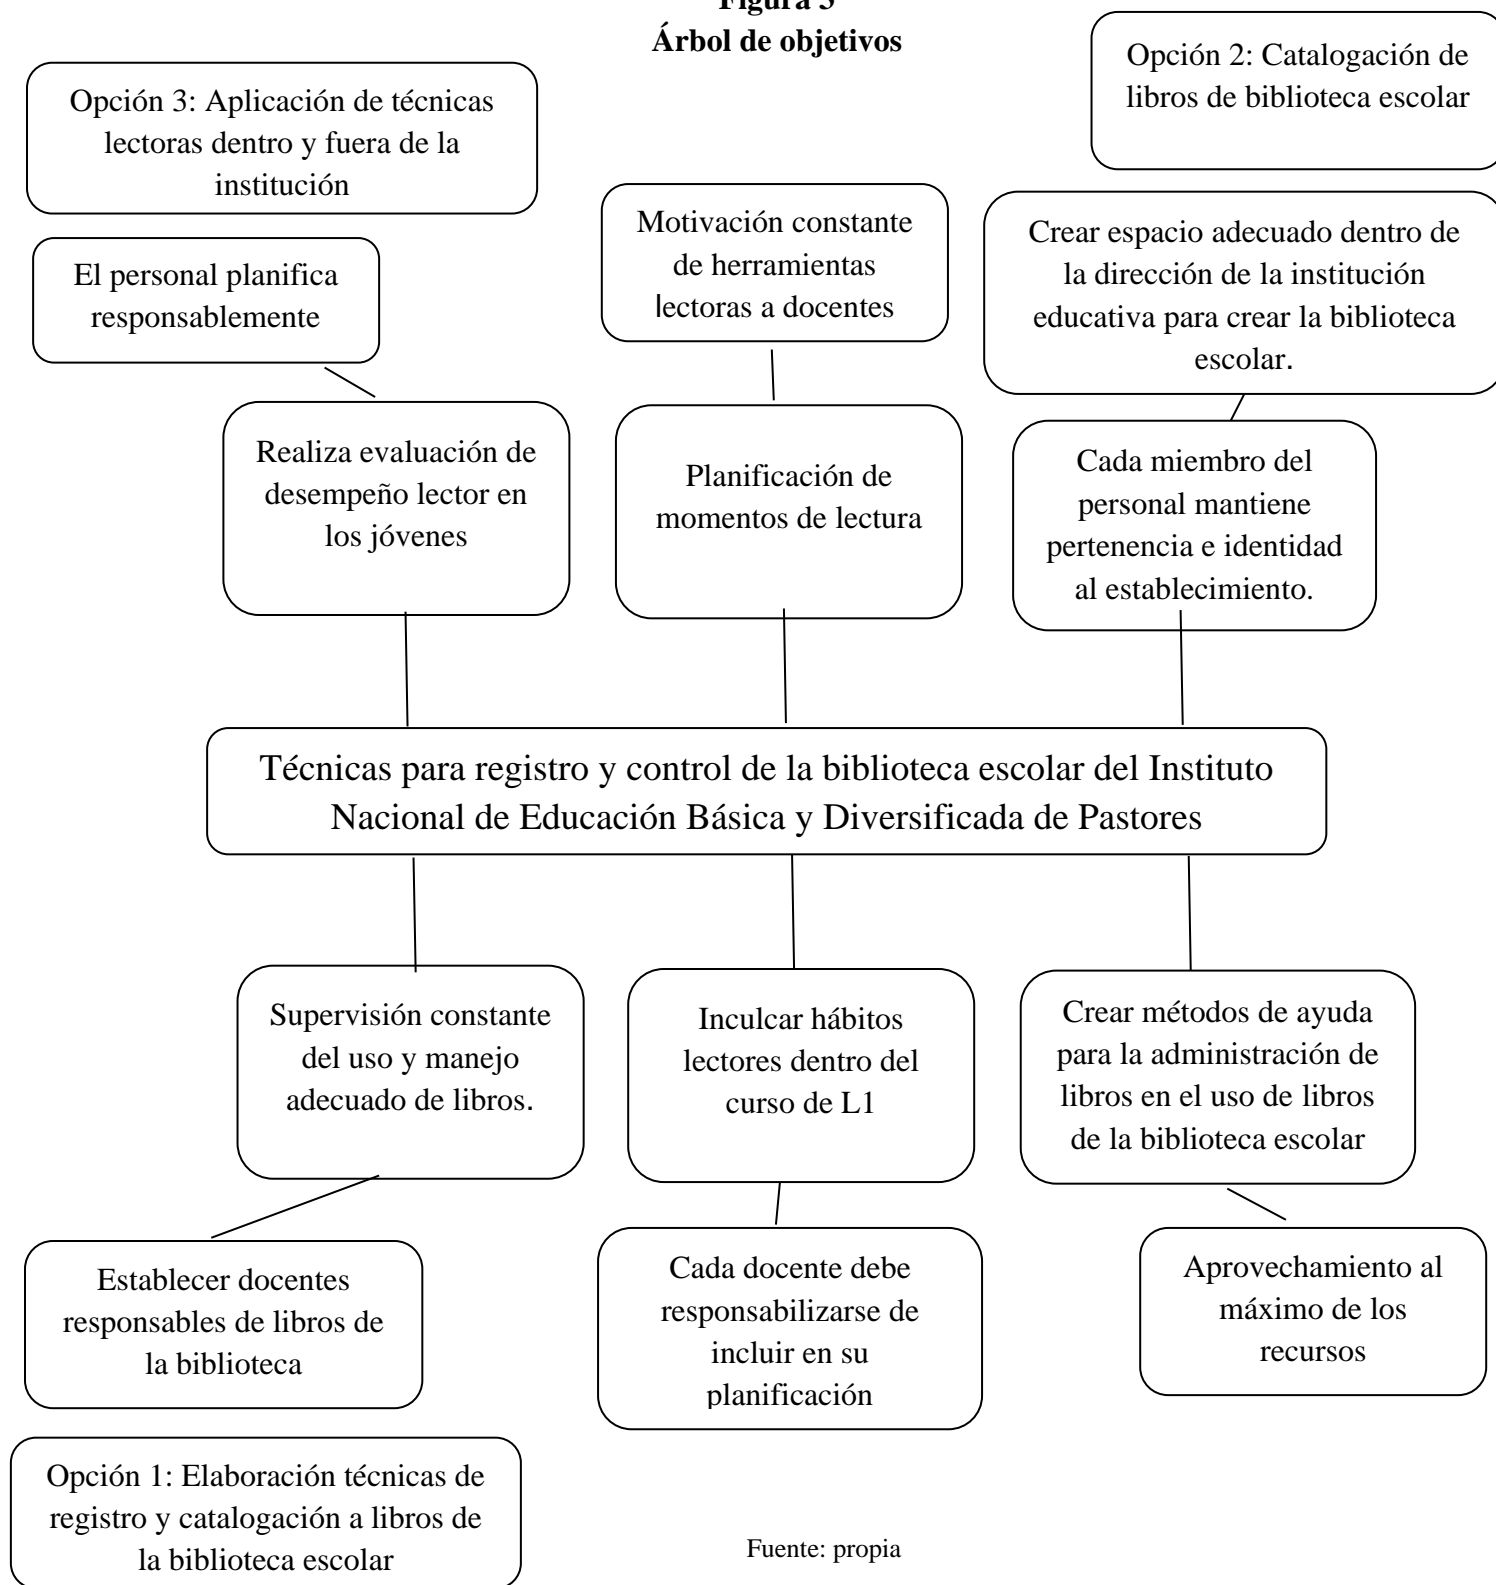 Figura 5
Árbol de objetivos
Opción 2: Catalogación de
libros de biblioteca escolar
Opción 3: Aplicación de técnicas
lectoras dentro y fuera de la
institución
Motivación constante
de herramientas
lectoras a docentes
Crear espacio adecuado dentro de
la dirección de la institución
educativa para crear la biblioteca
escolar.
El personal planifica
responsablemente
Realiza evaluación de
desempeño lector en
los jóvenes
Planificación de
momentos de lectura
Cada miembro del
personal mantiene
pertenencia e identidad
al establecimiento.
Técnicas para registro y control de la biblioteca escolar del Instituto
Nacional de Educación Básica y Diversificada de Pastores
Supervisión constante
del uso y manejo
adecuado de libros.
Inculcar hábitos
lectores dentro del
curso de L1
Crear métodos de ayuda
para la administración de
libros en el uso de libros
de la biblioteca escolar
Establecer docentes
responsables de libros de
la biblioteca
Cada docente debe
responsabilizarse de
incluir en su
planificación
Aprovechamiento al
máximo de los
recursos
Opción 1: Elaboración técnicas de
registro y catalogación a libros de
la biblioteca escolar
Fuente: propia